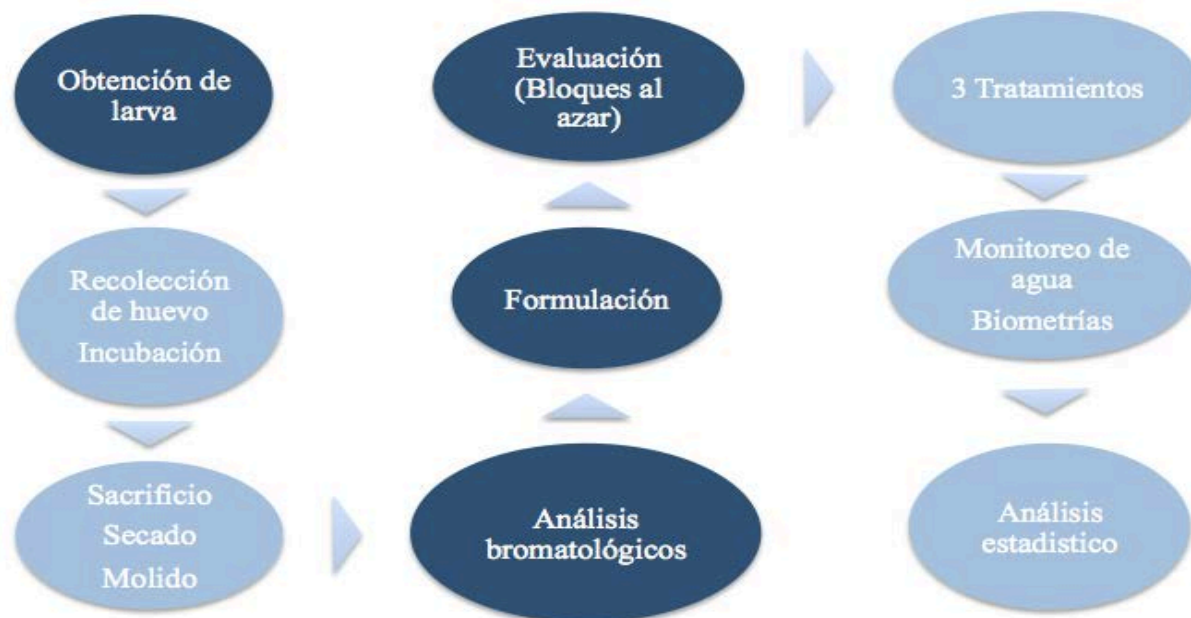 Obtención de
larva
Recolección
de huevo
Incubación
Sacrificio
Secado
Molido
Análisis
bromatológicos
Formulación
Evaluación
(Bloques al
azar)
3 Tratamientos
Monitoreo de
agua
Biometrías
Análisis
estadistico